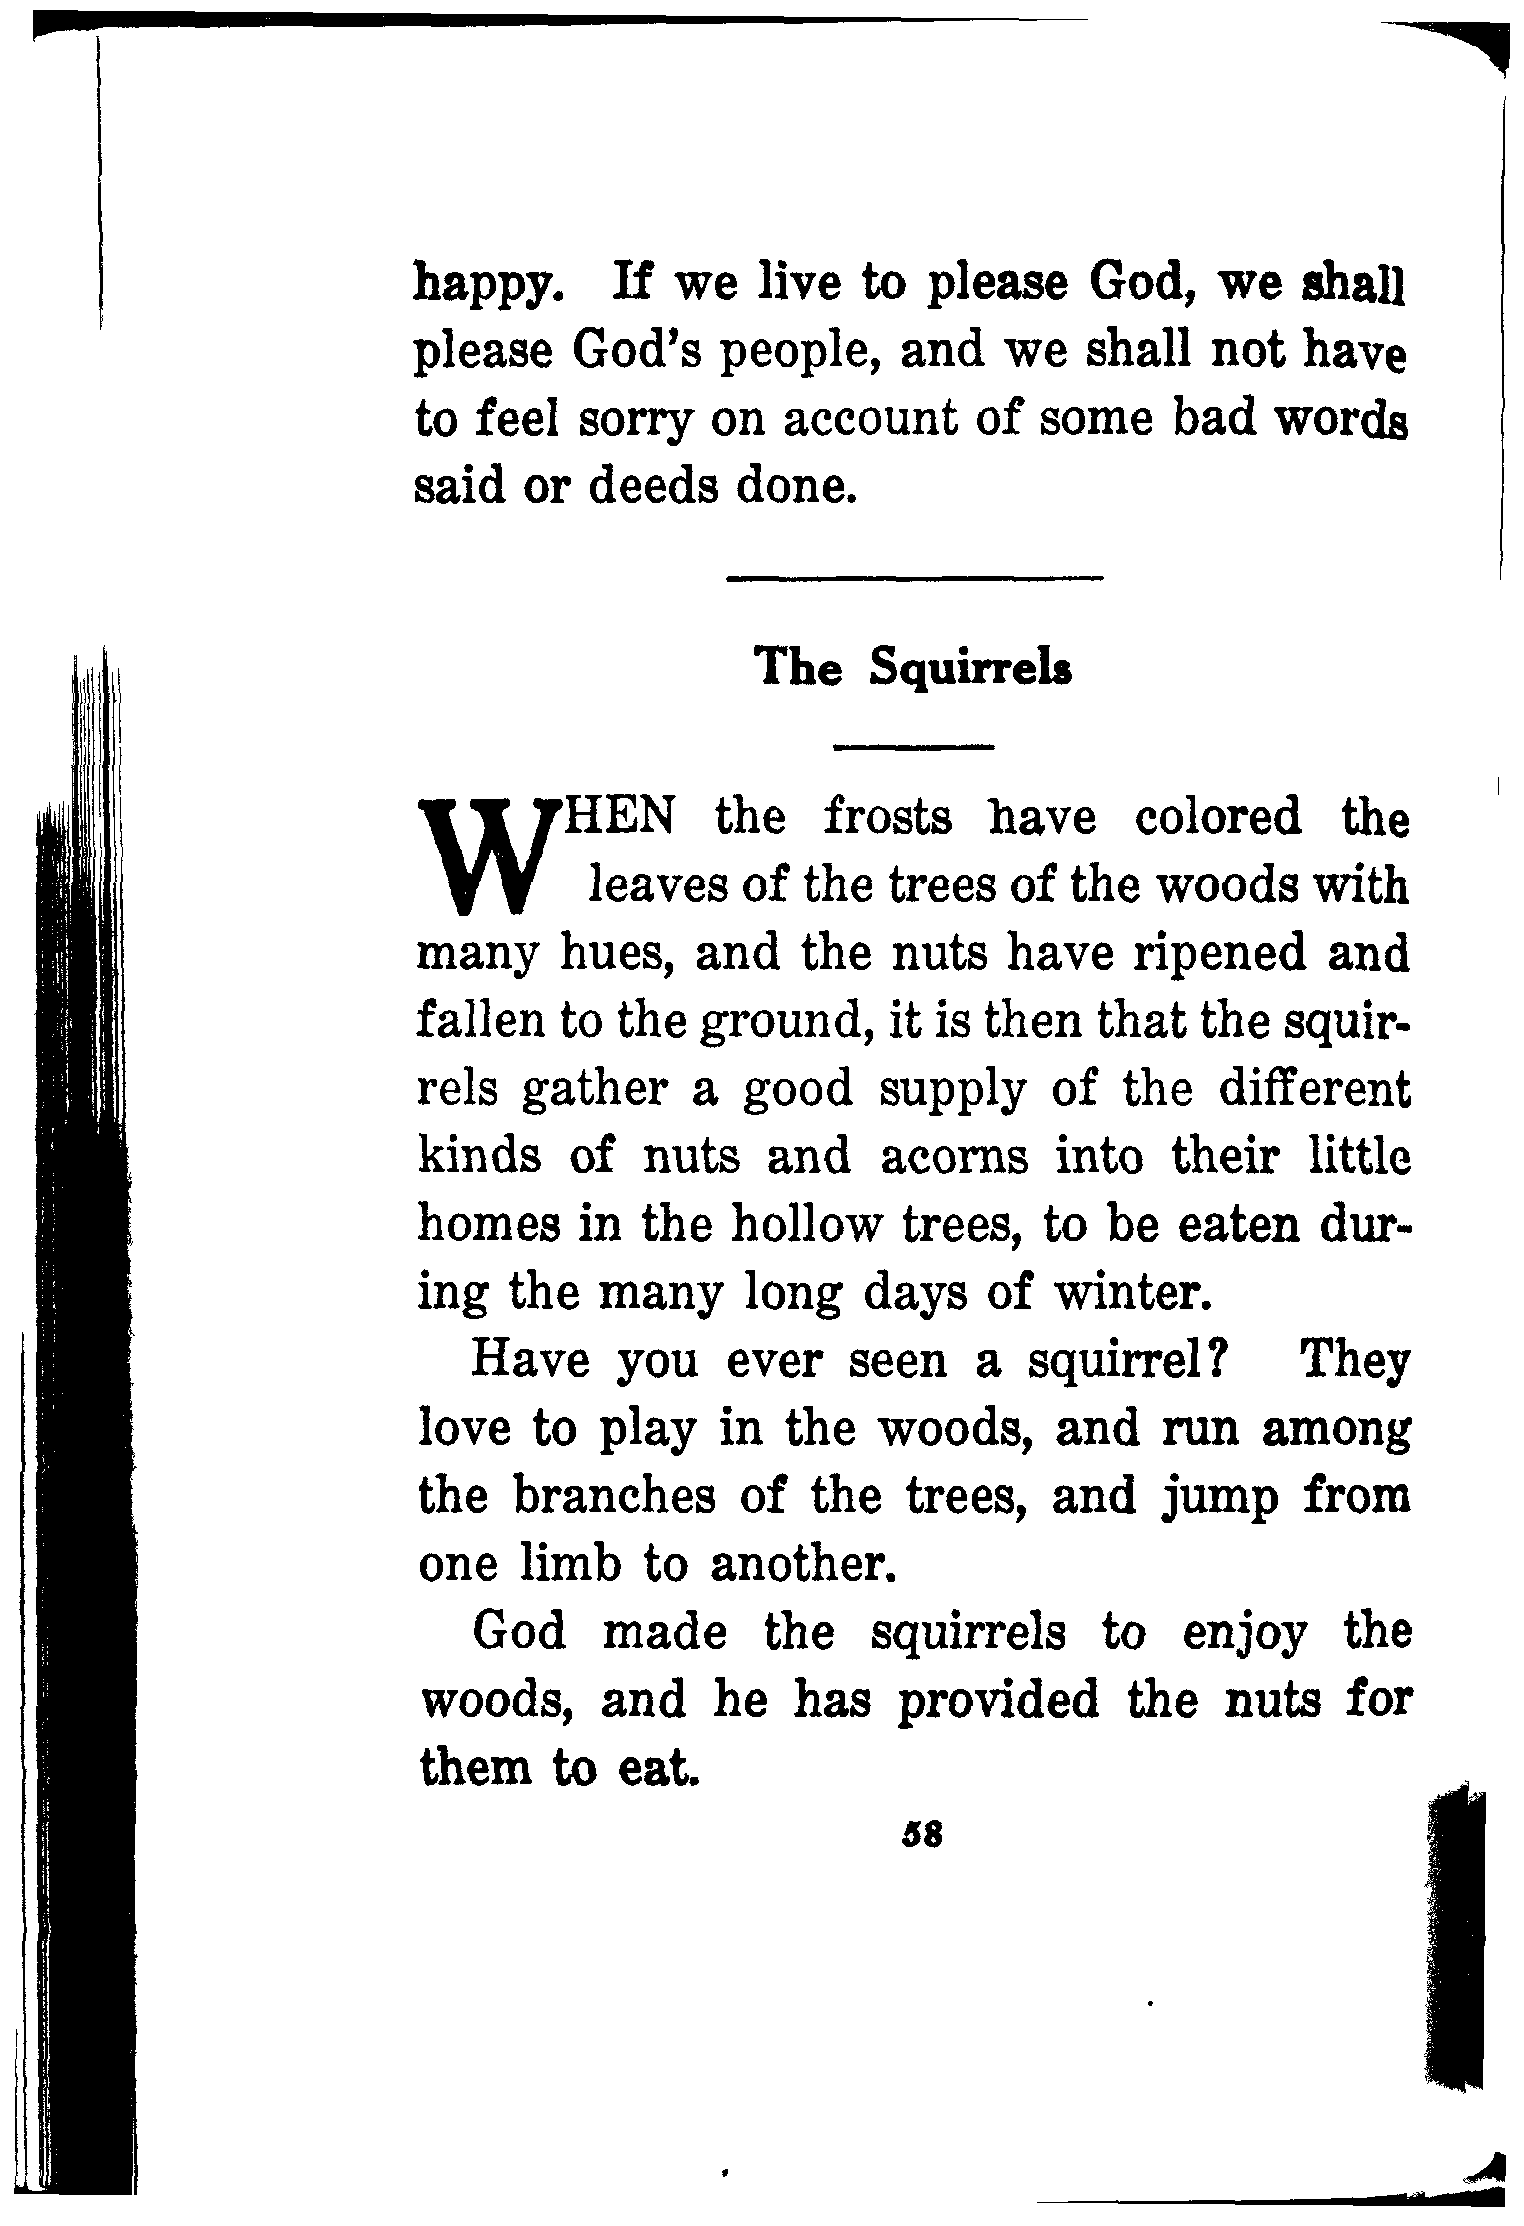 happy. If we live to please God, we shall
please God's people, and we shall not have
to feel sorry on account of some bad words
said or deeds done.
The Squirrels
WHEN the frosts have colored the
leaves of the trees of the woods with
many hues, and the nuts have ripened and
fallen to the ground, it is then that the squir-
rels gather a good supply of the different
kinds of nuts and acorns into their little
homes in the hollow trees, to be eaten dur-
ing the many long days of winter.
Have you ever seen a squirrel? They
love to play in the woods, and run among
the branches of the trees, and jump from
one limb to another.
God made the squirrels to enjoy the
woods, and he has provided the nuts for
them to eat.
58